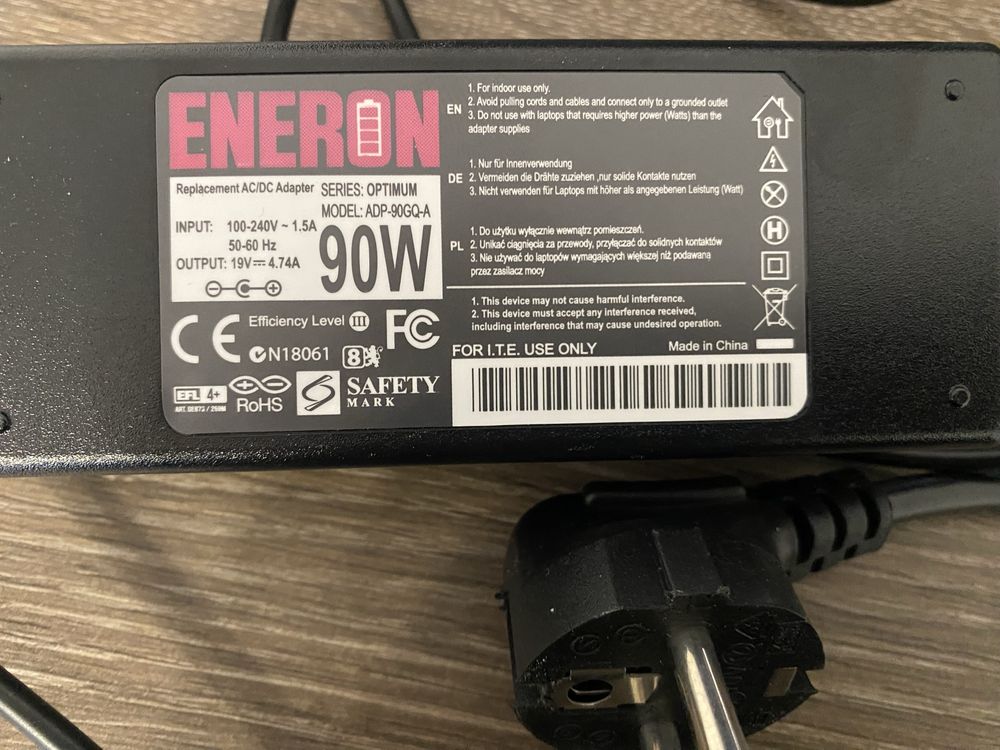 ENERON
Replacement AC/DC Adapter
SERIES: OPTIMUM
MODEL: ADP-90GQ-A
INPUT: 100-240V ~ 1.5A
50-60 Hz
OUTPUT: 19V⎓ 4.74A
90W
CE Efficiency Level III FC
N18061 8
EFL 4+
RoHS
SAFETY
MARK
EN
1. For indoor use only.
2. Avoid pulling cords and cables and connect only to a grounded outlet
3. Do not use with laptops that requires higher power (Watts) than the
adapter supplies
DE
1. Nur für Innenverwendung
2. Vermeiden die Drähte zuziehen ,nur solide Kontakte nutzen
3. Nicht verwenden für Laptops mit höher als angegebenen Leistung (Watt)
PL
1. Do użytku wyłącznie wewnątrz pomieszczeń.
2. Unikać ciągnięcia za przewody, przyłączać do solidnych kontaktów
3. Nie używać do laptopów wymagających większej niż podawaną
przez zasilacz mocy
1. This device may not cause harmful interference.
2. This device must accept any interference received,
including interference that may cause undesired operation.
FOR I.T.E. USE ONLY
Made in China
H